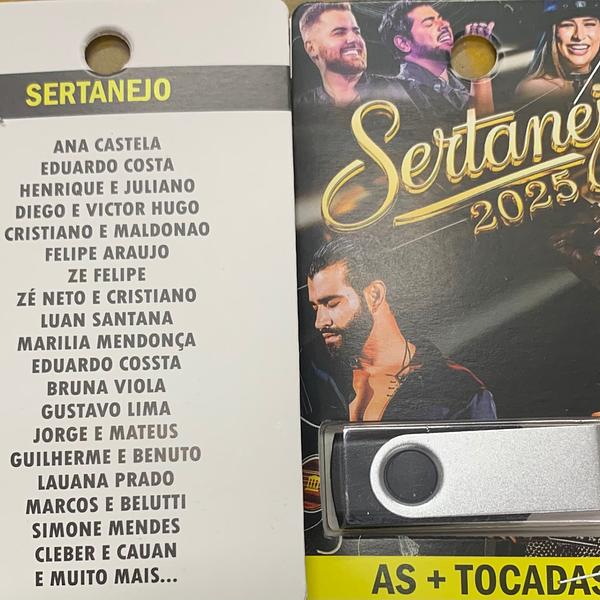 SERTANEJO
ANA CASTELA
EDUARDO COSTA
HENRIQUE E JULIANO
DIEGO E VICTOR HUGO
CRISTIANO E MALDONAO
FELIPE ARAUJO
ZE FELIPE
ZÉ NETO E CRISTIANO
LUAN SANTANA
MARILIA MENDONÇA
EDUARDO COSSTA
BRUNA VIOLA
GUSTAVO LIMA
JORGE E MATEUS
GUILHERME E BENUTO
LAUANA PRADO
MARCOS E BELUTTI
SIMONE MENDES
CLEBER E CAUAN
E MUITO MAIS...
Sertanej
2025
AS + TOCADAS